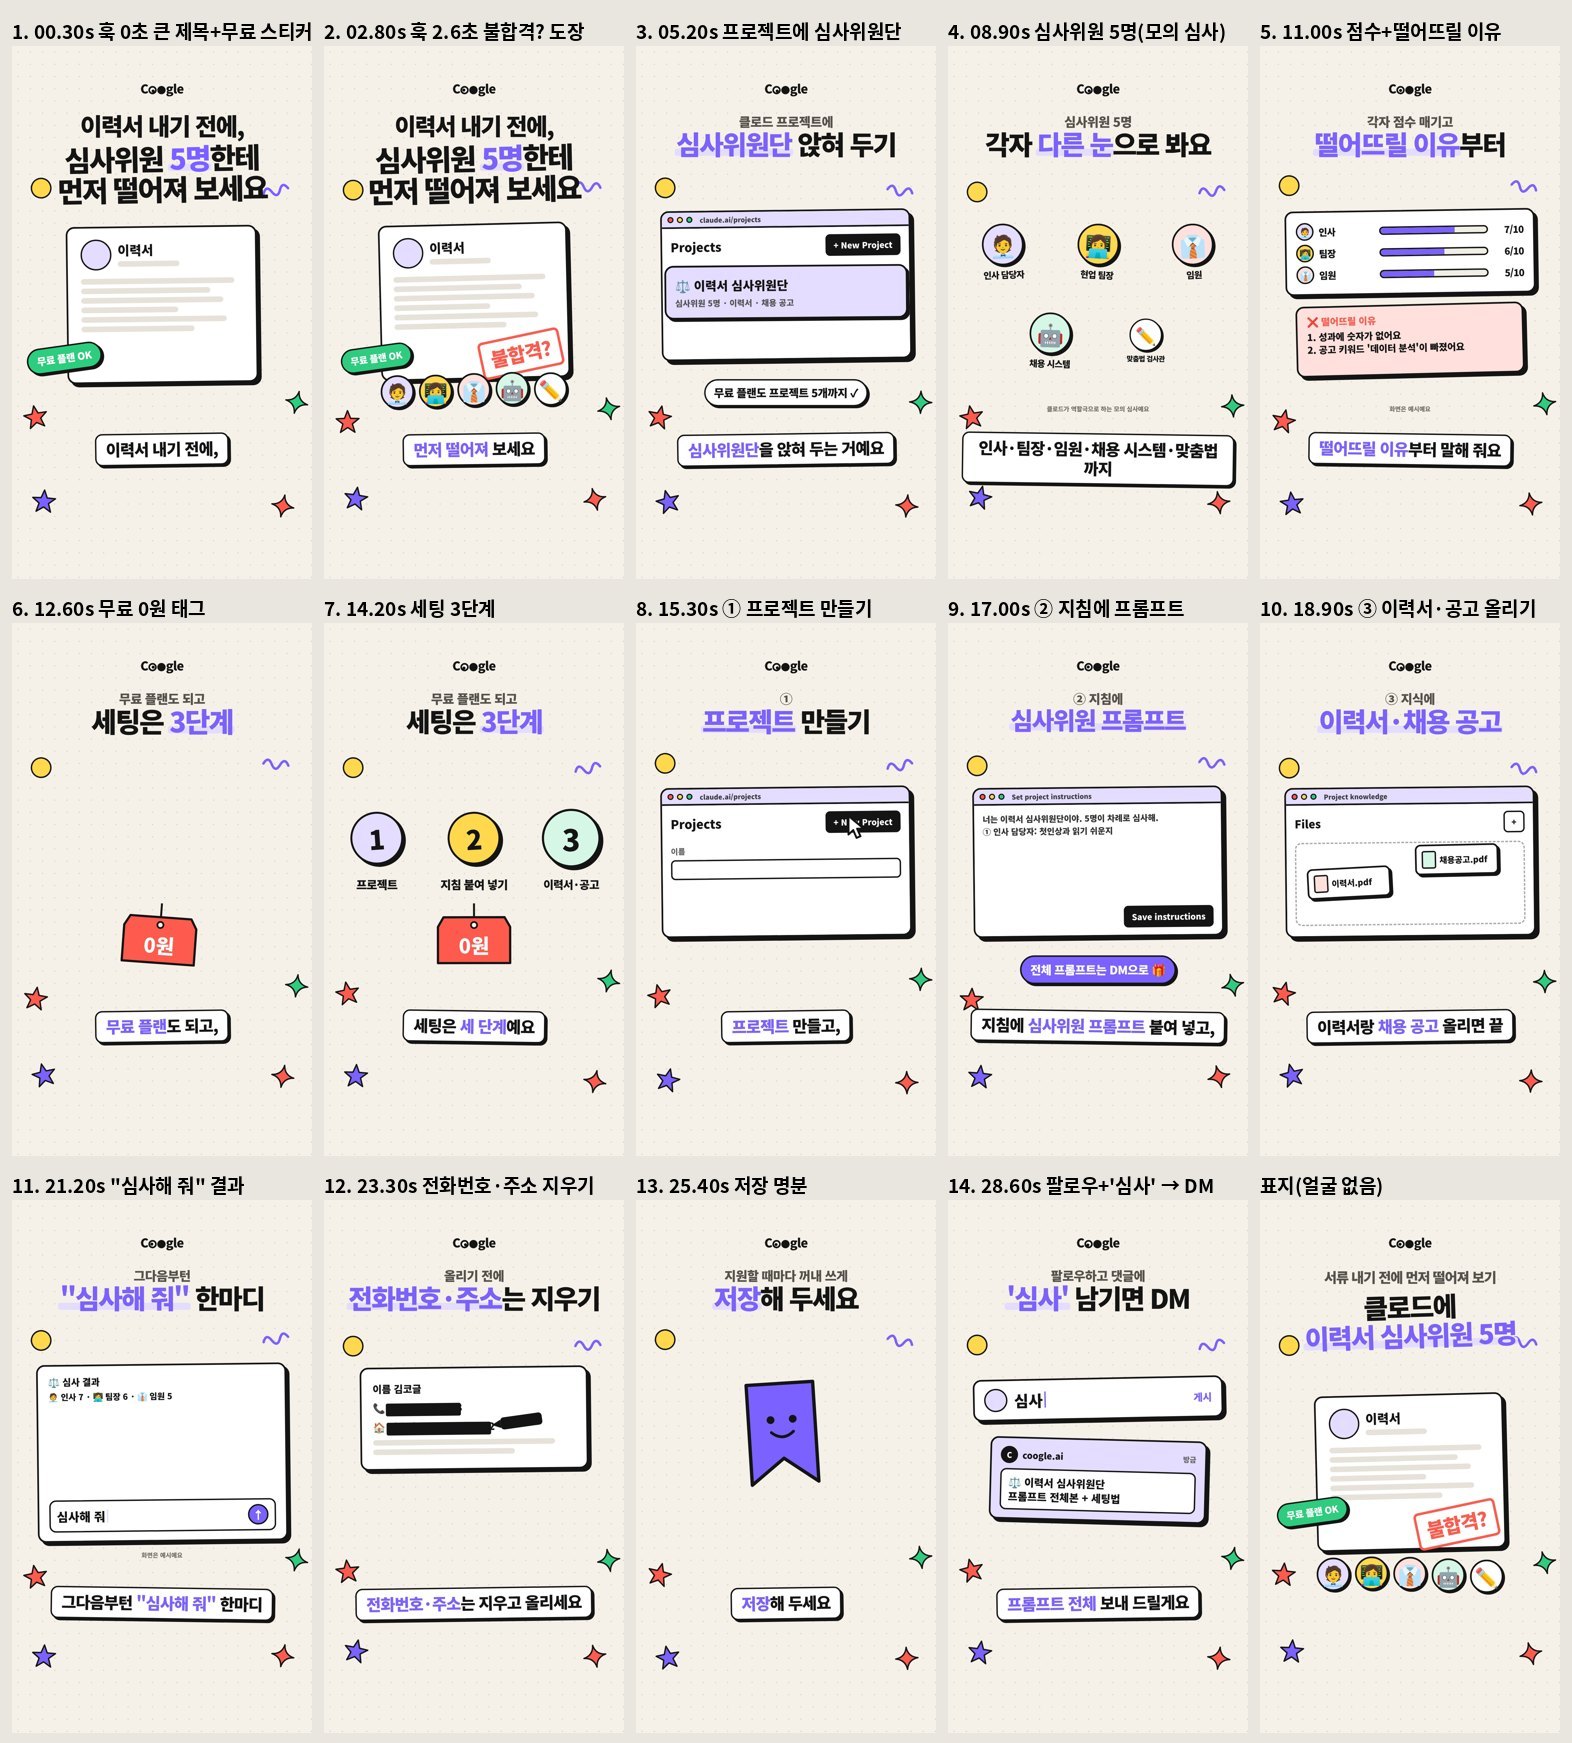 1. 00.30s 훅 0초 큰 제목+무료 스티커
Coogle
이력서 내기 전에,
심사위원 5명한테
먼저 떨어져 보세요
이력서
무료 플랜 OK
이력서 내기 전에,
2. 02.80s 훅 2.6초 불합격? 도장
Coogle
이력서 내기 전에,
심사위원 5명한테
먼저 떨어져 보세요
이력서
무료 플랜 OK
불합격?
먼저 떨어져 보세요
3. 05.20s 프로젝트에 심사위원단
Coogle
클로드 프로젝트에
심사위원단 앉혀 두기
claude.ai/projects
Projects
+ New Project
⚖️ 이력서 심사위원단
심사위원 5명 · 이력서 · 채용 공고
무료 플랜도 프로젝트 5개까지 ✓
심사위원단을 앉혀 두는 거예요
4. 08.90s 심사위원 5명(모의 심사)
Coogle
심사위원 5명
각자 다른 눈으로 봐요
인사 담당자
현업 팀장
임원
채용 시스템
맞춤법 검사관
클로드가 역할극으로 하는 모의 심사예요
인사·팀장·임원·채용 시스템·맞춤법
까지
5. 11.00s 점수+떨어뜨릴 이유
Coogle
각자 점수 매기고
떨어뜨릴 이유부터
인사 7/10
팀장 6/10
임원 5/10
❌ 떨어뜨릴 이유
1. 성과에 숫자가 없어요
2. 공고 키워드 '데이터 분석'이 빠졌어요
화면은 예시예요
떨어뜨릴 이유부터 말해 줘요
6. 12.60s 무료 0원 태그
Coogle
무료 플랜도 되고
세팅은 3단계
0원
무료 플랜도 되고,
7. 14.20s 세팅 3단계
Coogle
무료 플랜도 되고
세팅은 3단계
1
2
3
프로젝트
지침 붙여 넣기
이력서·공고
0원
세팅은 세 단계예요
8. 15.30s ① 프로젝트 만들기
Coogle
①
프로젝트 만들기
claude.ai/projects
Projects
+ New Project
이름
프로젝트 만들고,
9. 17.00s ② 지침에 프롬프트
Coogle
② 지침에
심사위원 프롬프트
Set project instructions
너는 이력서 심사위원단이야. 5명이 차례로 심사해.
① 인사 담당자: 첫인상과 읽기 쉬운지
Save instructions
전체 프롬프트는 DM으로 🎁
지침에 심사위원 프롬프트 붙여 넣고,
10. 18.90s ③ 이력서·공고 올리기
Coogle
③ 지식에
이력서·채용 공고
Project knowledge
Files
+
채용공고.pdf
이력서.pdf
이력서랑 채용 공고 올리면 끝
11. 21.20s "심사해 줘" 결과
Coogle
그다음부턴
"심사해 줘" 한마디
⚖️ 심사 결과
인사 7 · 팀장 6 · 임원 5
심사해 줘
↑
화면은 예시예요
그다음부턴 "심사해 줘" 한마디
12. 23.30s 전화번호·주소 지우기
Coogle
올리기 전에
전화번호·주소는 지우기
이름 김코글
전화번호·주소는 지우고 올리세요
13. 25.40s 저장 명분
Coogle
지원할 때마다 꺼내 쓰게
저장해 두세요
저장해 두세요
14. 28.60s 팔로우+'심사' → DM
Coogle
팔로우하고 댓글에
'심사' 남기면 DM
심사
게시
C
coogle.ai
방금
⚖️ 이력서 심사위원단
프롬프트 전체본 + 세팅법
프롬프트 전체 보내 드릴게요
표지(얼굴 없음)
Coogle
서류 내기 전에 먼저 떨어져 보기
클로드에
이력서 심사위원 5명
이력서
무료 플랜 OK
불합격?